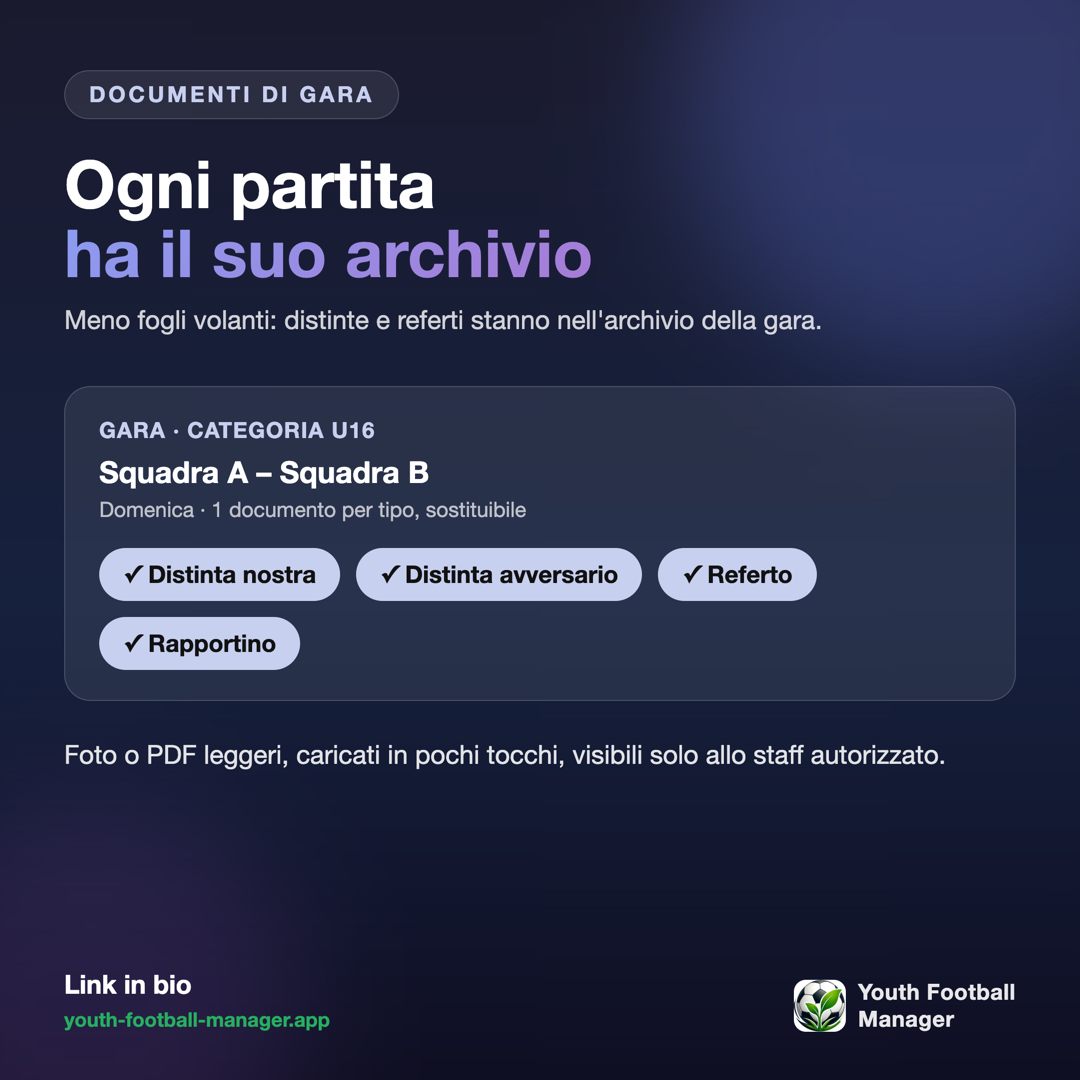 DOCUMENTI DI GARA
Ogni partita
ha il suo archivio
Meno fogli volanti: distinte e referti stanno nell'archivio della gara.
GARA · CATEGORIA U16
Squadra A – Squadra B
Domenica · 1 documento per tipo, sostituibile
✓ Distinta nostra
✓ Distinta avversario
✓ Referto
✓ Rapportino
Foto o PDF leggeri, caricati in pochi tocchi, visibili solo allo staff autorizzato.
Link in bio
youth-football-manager.app
Youth Football
Manager